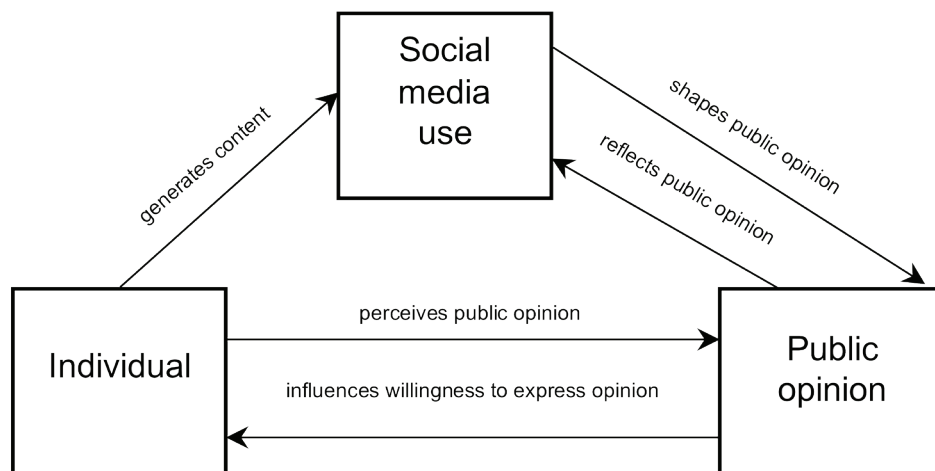 Social
media
use
generates content
shapes public opinion
reflects public opinion
perceives public opinion
Individual
influences willingness to express opinion
Public
opinion